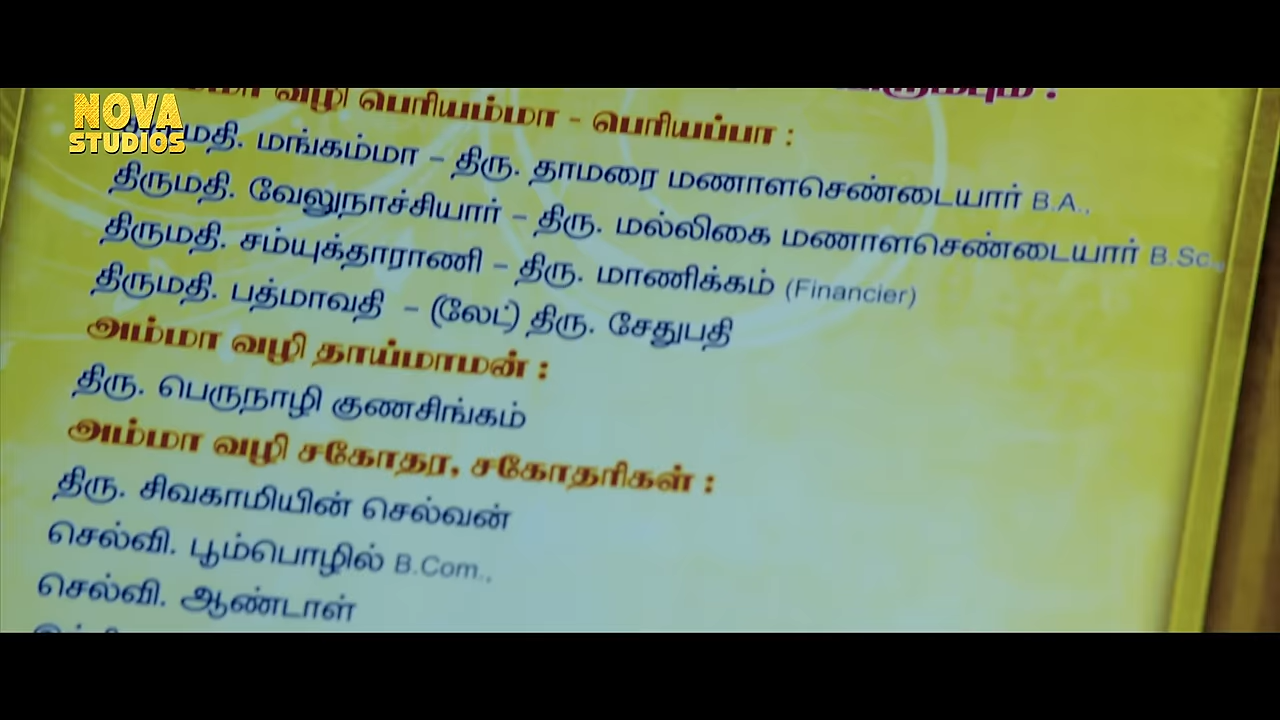 NOVA
STUDIOS
வழி பெரியம்மா - பெரியப்பா :
மங்கம்மா – திரு. தாமரை மணாளசெண்டையார் B.A.,
திருமதி. வேலுநாச்சியார் – திரு. மல்லிகை மணாளசெண்டையார் B.Sc.,
திருமதி. சம்யுக்தாராணி – திரு. மாணிக்கம் (Financier)
திருமதி. பத்மாவதி – (லேட்) திரு. சேதுபதி
அம்மா வழி தாய்மாமன் :
திரு. பெருநாழி குணசிங்கம்
அம்மா வழி சகோதர, சகோதரிகள் :
திரு. சிவகாமியின் செல்வன்
செல்வி. பூம்பொழில் B.Com.,
செல்வி. ஆண்டாள்